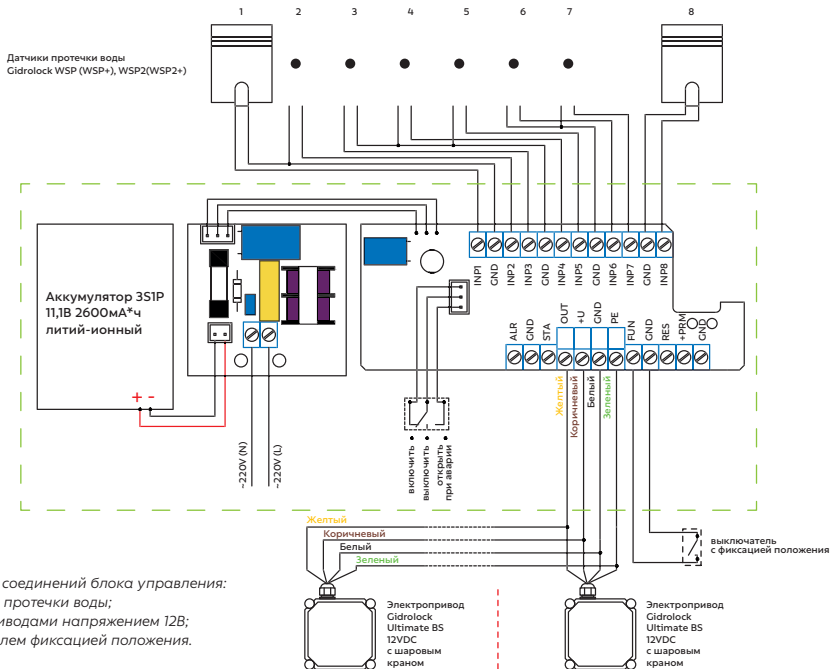 1 2 3 4 5 6 7 8
Датчики протечки воды
Gidrolock WSP (WSP+), WSP2(WSP2+)
Аккумулятор 3S1P
11,1В 2600мА*ч
литий-ионный
+ -
~220V (N)
~220V (L)
INP1
GND
INP2
INP3
GND
INP4
INP5
GND
INP6
INP7
GND
INP8
ALR
GND
STA
OUT
+U
GND
PE
FUN
GND
RES
+PRM
GND
Желтый
Коричневый
Белый
Зеленый
включить
выключить
открыть
при аварии
Желтый
Коричневый
Белый
Зеленый
выключатель
с фиксацией положения
соединений блока управления:
протечки воды;
иводами напряжением 12В;
лем фиксацией положения.
Электропривод
Gidrolock
Ultimate BS
12VDC
с шаровым
краном
Электропривод
Gidrolock
Ultimate BS
12VDC
с шаровым
краном